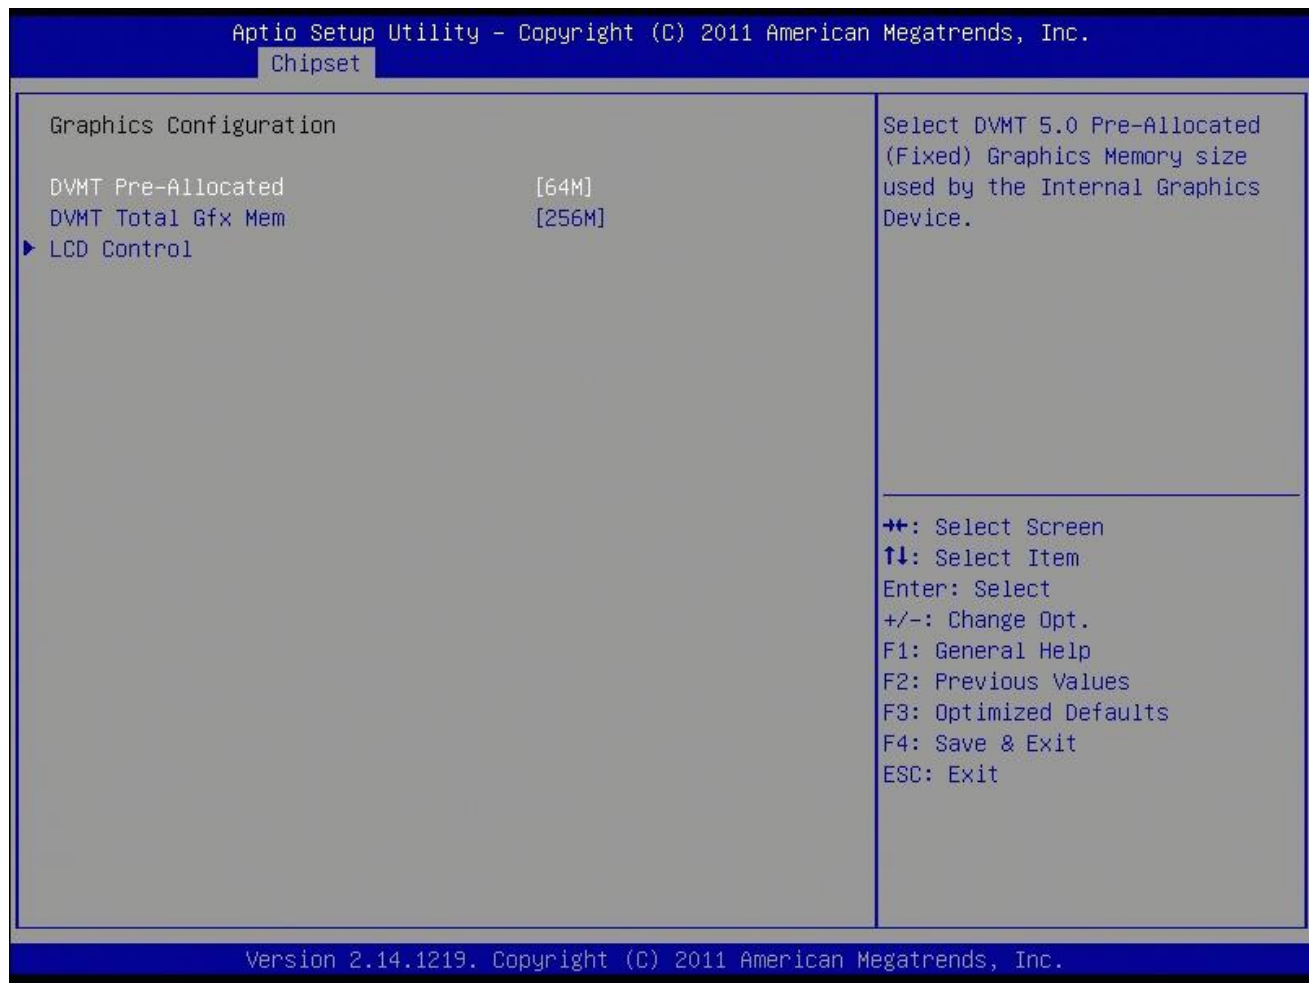 Aptio Setup Utility – Copyright (C) 2011 American Megatrends, Inc.
Chipset
Graphics Configuration
DVMT Pre-Allocated [64M]
DVMT Total Gfx Mem [256M]
▶ LCD Control
Select DVMT 5.0 Pre-Allocated
(Fixed) Graphics Memory size
used by the Internal Graphics
Device.
→←: Select Screen
↑↓: Select Item
Enter: Select
+/-: Change Opt.
F1: General Help
F2: Previous Values
F3: Optimized Defaults
F4: Save & Exit
ESC: Exit
Version 2.14.1219. Copyright (C) 2011 American Megatrends, Inc.